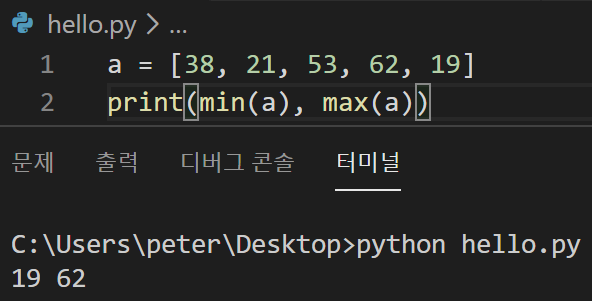 hello.py > ...
1 a = [38, 21, 53, 62, 19]
2 print(min(a), max(a))
문제 출력 디버그 콘솔 터미널
C:\Users\peter\Desktop>python hello.py
19 62